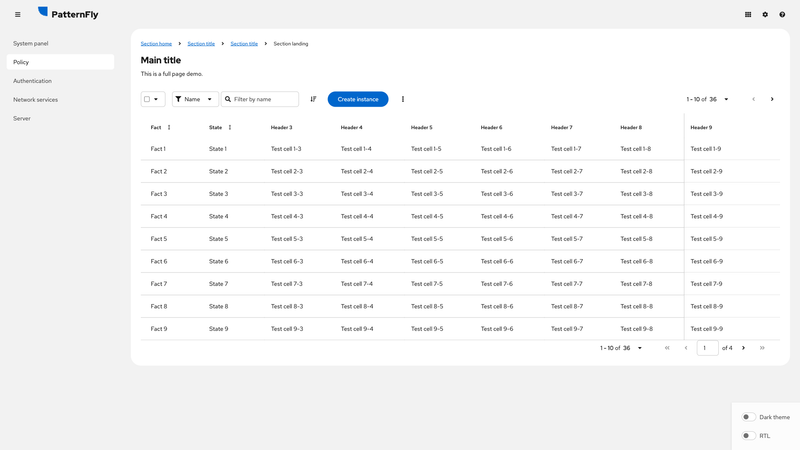 PatternFly
System panel
Policy
Authentication
Network services
Server
Section home Section title Section title Section landing
Main title
This is a full page demo.
Name Filter by name Create instance 1 - 10 of 36
Fact State Header 3 Header 4 Header 5 Header 6 Header 7 Header 8 Header 9
Fact 1 State 1 Test cell 1-3 Test cell 1-4 Test cell 1-5 Test cell 1-6 Test cell 1-7 Test cell 1-8 Test cell 1-9
Fact 2 State 2 Test cell 2-3 Test cell 2-4 Test cell 2-5 Test cell 2-6 Test cell 2-7 Test cell 2-8 Test cell 2-9
Fact 3 State 3 Test cell 3-3 Test cell 3-4 Test cell 3-5 Test cell 3-6 Test cell 3-7 Test cell 3-8 Test cell 3-9
Fact 4 State 4 Test cell 4-3 Test cell 4-4 Test cell 4-5 Test cell 4-6 Test cell 4-7 Test cell 4-8 Test cell 4-9
Fact 5 State 5 Test cell 5-3 Test cell 5-4 Test cell 5-5 Test cell 5-6 Test cell 5-7 Test cell 5-8 Test cell 5-9
Fact 6 State 6 Test cell 6-3 Test cell 6-4 Test cell 6-5 Test cell 6-6 Test cell 6-7 Test cell 6-8 Test cell 6-9
Fact 7 State 7 Test cell 7-3 Test cell 7-4 Test cell 7-5 Test cell 7-6 Test cell 7-7 Test cell 7-8 Test cell 7-9
Fact 8 State 8 Test cell 8-3 Test cell 8-4 Test cell 8-5 Test cell 8-6 Test cell 8-7 Test cell 8-8 Test cell 8-9
Fact 9 State 9 Test cell 9-3 Test cell 9-4 Test cell 9-5 Test cell 9-6 Test cell 9-7 Test cell 9-8 Test cell 9-9
1 - 10 of 36 1 of 4
Dark theme
RTL